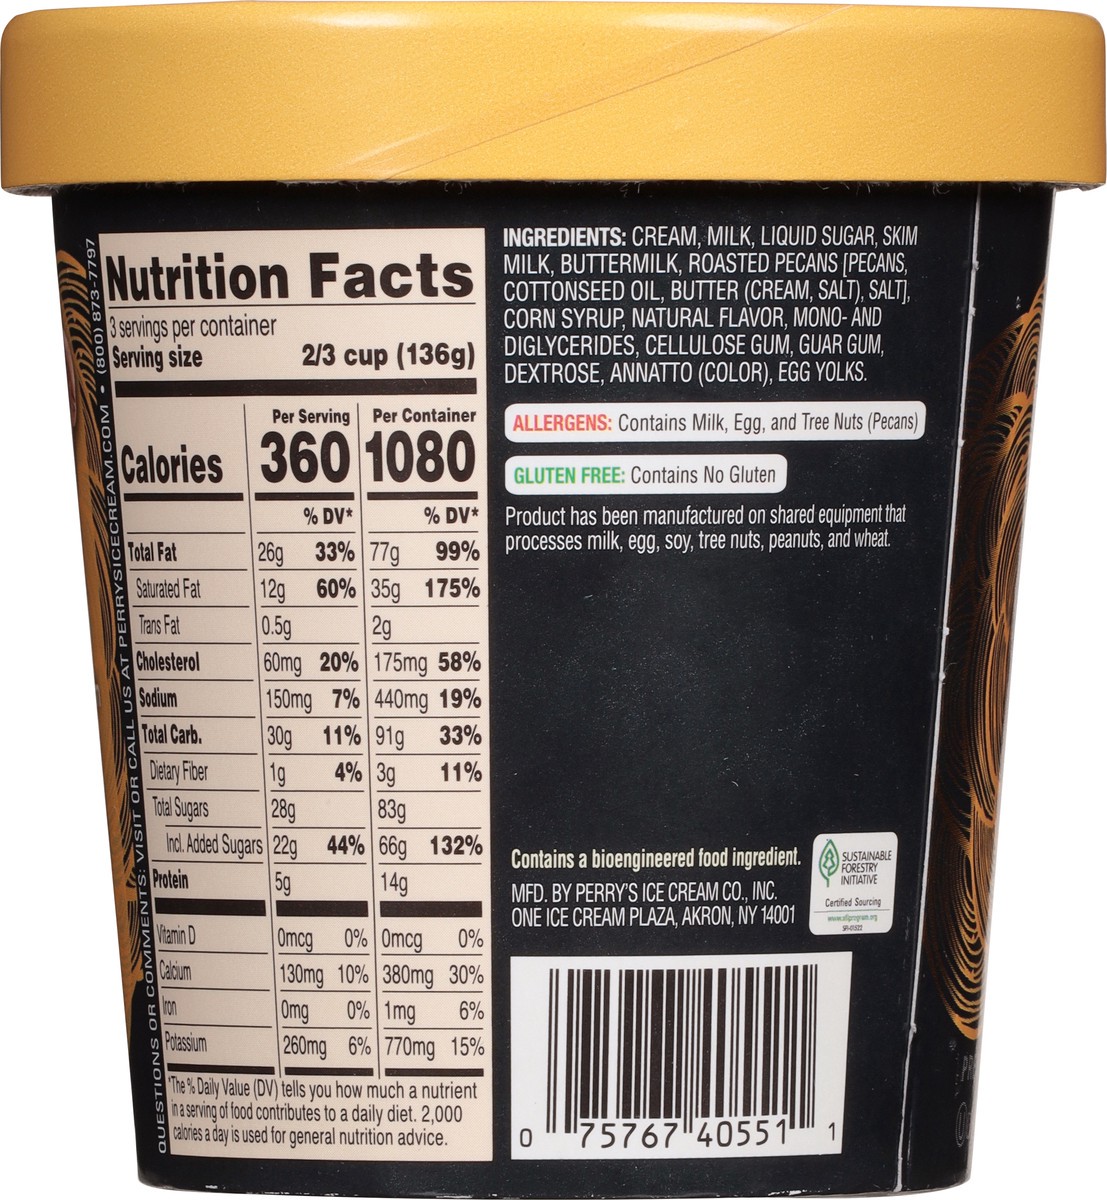 QUESTIONS OR COMMENTS: VISIT OR CALL US AT PERRYSICECREAM.COM • (800) 873-7797
Nutrition Facts
3 servings per container
Serving size 2/3 cup (136g)
Per Serving Per Container
Calories 360 1080
% DV* % DV*
Total Fat 26g 33% 77g 99%
Saturated Fat 12g 60% 35g 175%
Trans Fat 0.5g 2g
Cholesterol 60mg 20% 175mg 58%
Sodium 150mg 7% 440mg 19%
Total Carb. 30g 11% 91g 33%
Dietary Fiber 1g 4% 3g 11%
Total Sugars 28g 83g
Incl. Added Sugars 22g 44% 66g 132%
Protein 5g 14g
Vitamin D 0mcg 0% 0mcg 0%
Calcium 130mg 10% 380mg 30%
Iron 0mg 0% 1mg 6%
Potassium 260mg 6% 770mg 15%
*The % Daily Value (DV) tells you how much a nutrient
in a serving of food contributes to a daily diet. 2,000
calories a day is used for general nutrition advice.
INGREDIENTS: CREAM, MILK, LIQUID SUGAR, SKIM
MILK, BUTTERMILK, ROASTED PECANS [PECANS,
COTTONSEED OIL, BUTTER (CREAM, SALT), SALT],
CORN SYRUP, NATURAL FLAVOR, MONO- AND
DIGLYCERIDES, CELLULOSE GUM, GUAR GUM,
DEXTROSE, ANNATTO (COLOR), EGG YOLKS.
ALLERGENS: Contains Milk, Egg, and Tree Nuts (Pecans)
GLUTEN FREE: Contains No Gluten
Product has been manufactured on shared equipment that
processes milk, egg, soy, tree nuts, peanuts, and wheat.
Contains a bioengineered food ingredient.
MFD. BY PERRY'S ICE CREAM CO., INC.
ONE ICE CREAM PLAZA, AKRON, NY 14001
SUSTAINABLE
FORESTRY
INITIATIVE
Certified Sourcing
www.sfiprogram.org
SFI-01522
0 75767 40551 1